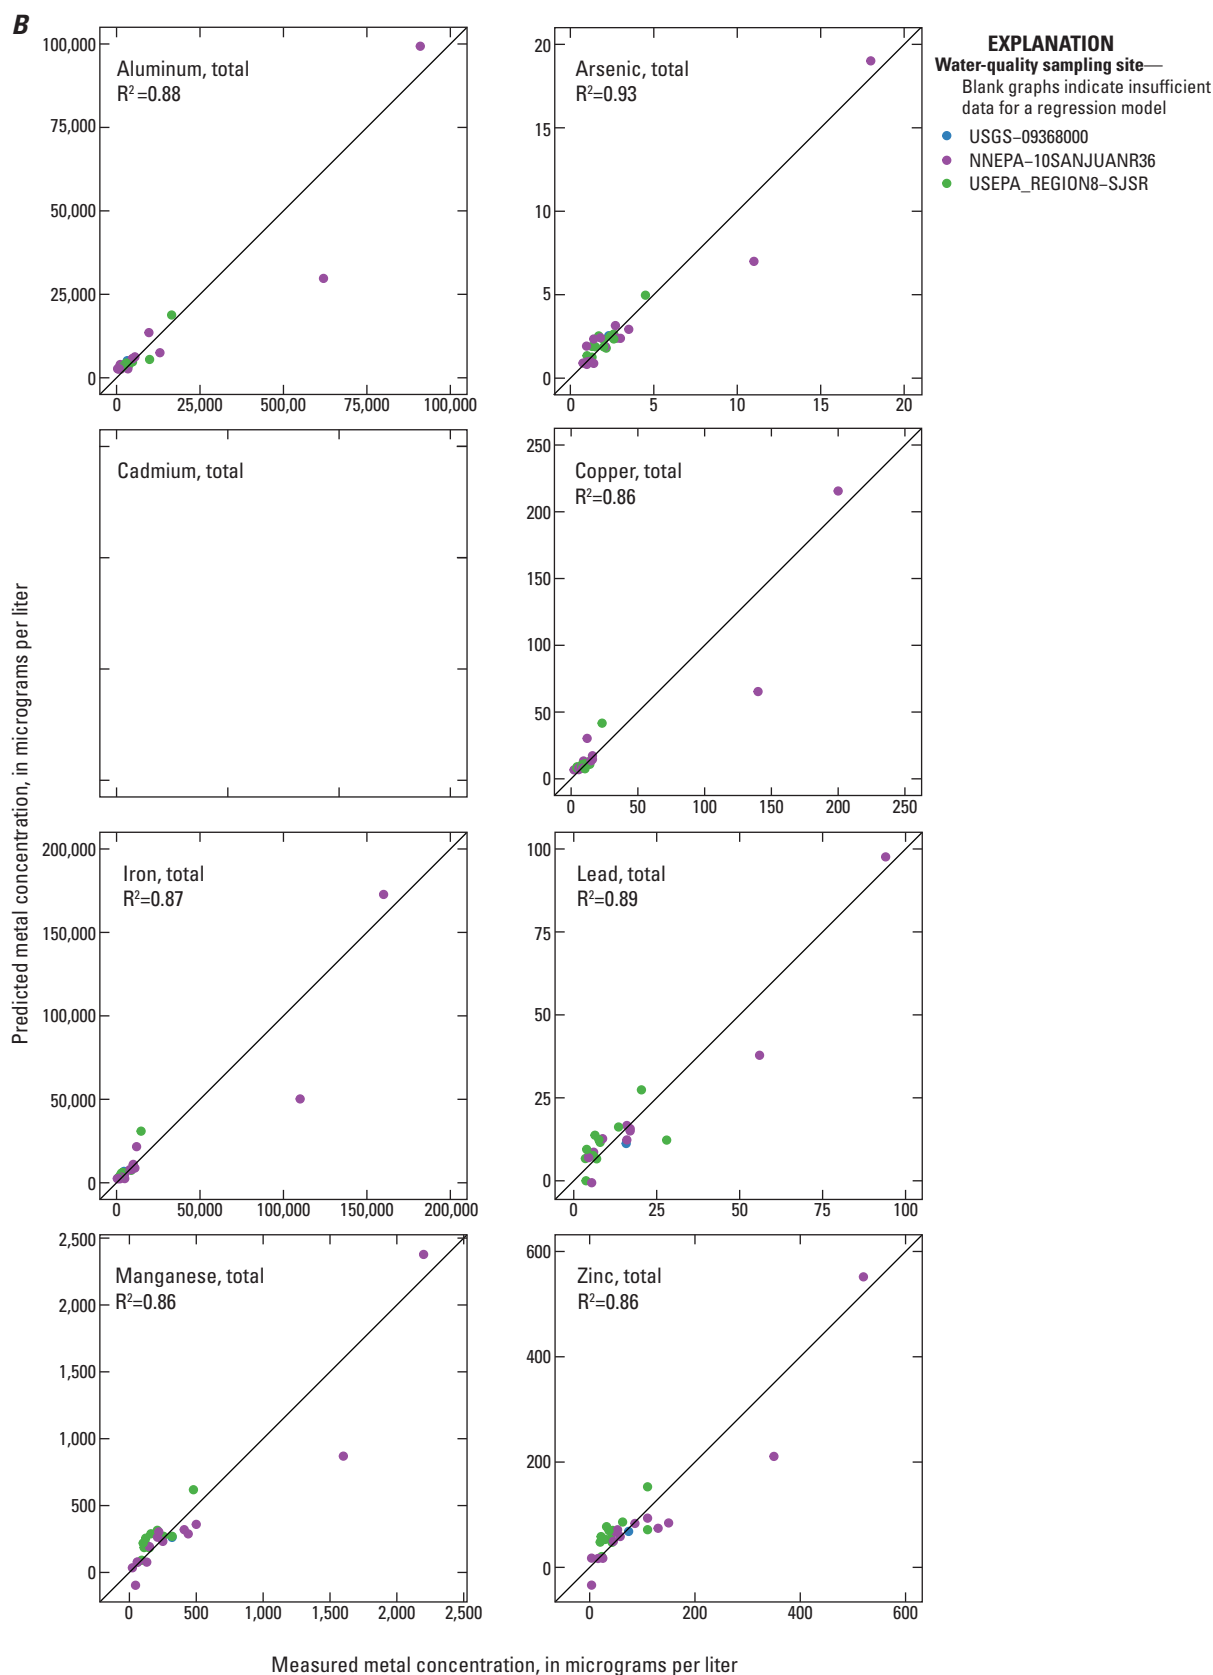 B
EXPLANATION
Water-quality sampling site—
Blank graphs indicate insufficient
data for a regression model
USGS–09368000
NNEPA–10SANJUANR36
USEPA_REGION8–SJSR
Predicted metal concentration, in micrograms per liter
Aluminum, total
R²=0.88
100,000
75,000
50,000
25,000
0
0 25,000 500,00 75,000 100,000
Arsenic, total
R²=0.93
20
15
10
5
0
0 5 10 15 20
Cadmium, total
Copper, total
R²=0.86
250
200
150
100
50
0
0 50 100 150 200 250
Iron, total
R²=0.87
200,000
150,000
100,000
50,000
0
0 50,000 100,000 150,000 200,000
Lead, total
R²=0.89
100
75
50
25
0
0 25 50 75 100
Manganese, total
R²=0.86
2,500
2,000
1,500
1,000
500
0
0 500 1,000 1,500 2,000 2,500
Zinc, total
R²=0.86
600
400
200
0
0 200 400 600
Measured metal concentration, in micrograms per liter